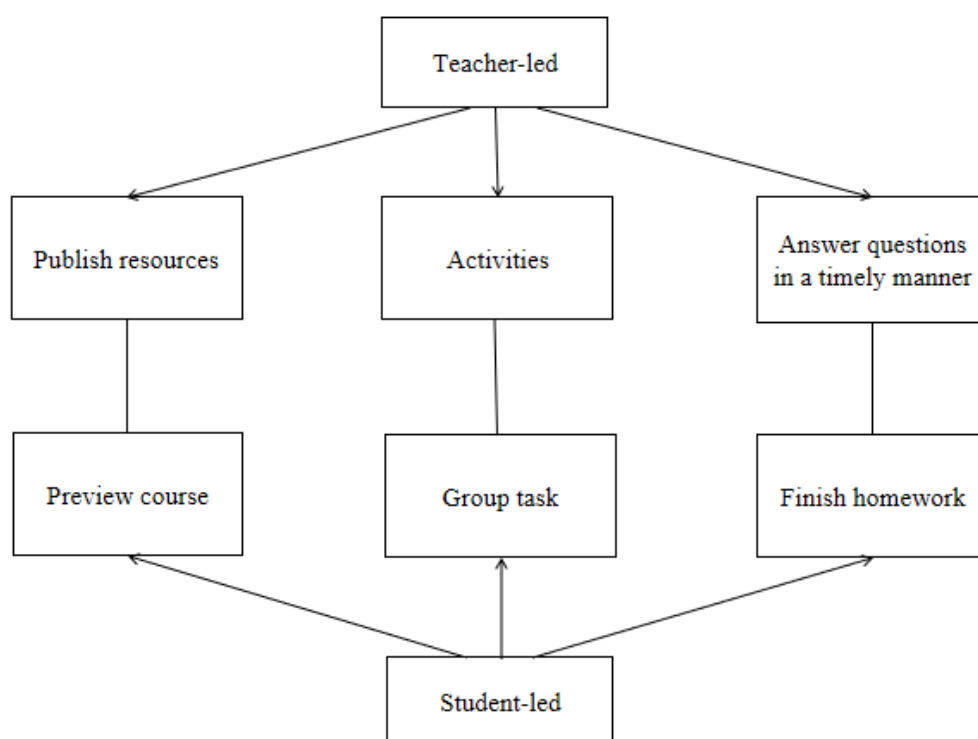 Teacher-led
Publish resources
Activities
Answer questions
in a timely manner
Preview course
Group task
Finish homework
Student-led